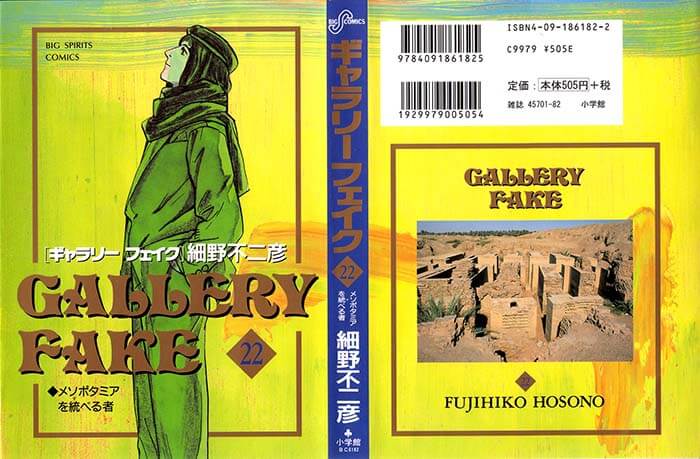 BIG SPIRITS
COMICS
[ギャラリー フェイク] 細野不二彦
GALLERY
FAKE
22
◆メソポタミア
を統べる者
BIG COMICS
ギャラリーフェイク
22
メソポタミア
を統べる者
細野不二彦
小学館
B C 6182
9784091861825
1929979005054
ISBN4-09-186182-2
C9979 ¥505E
定価:本体505円+税
雑誌 45701-82 小学館
GALLERY
FAKE
22
FUJIHIKO HOSONO